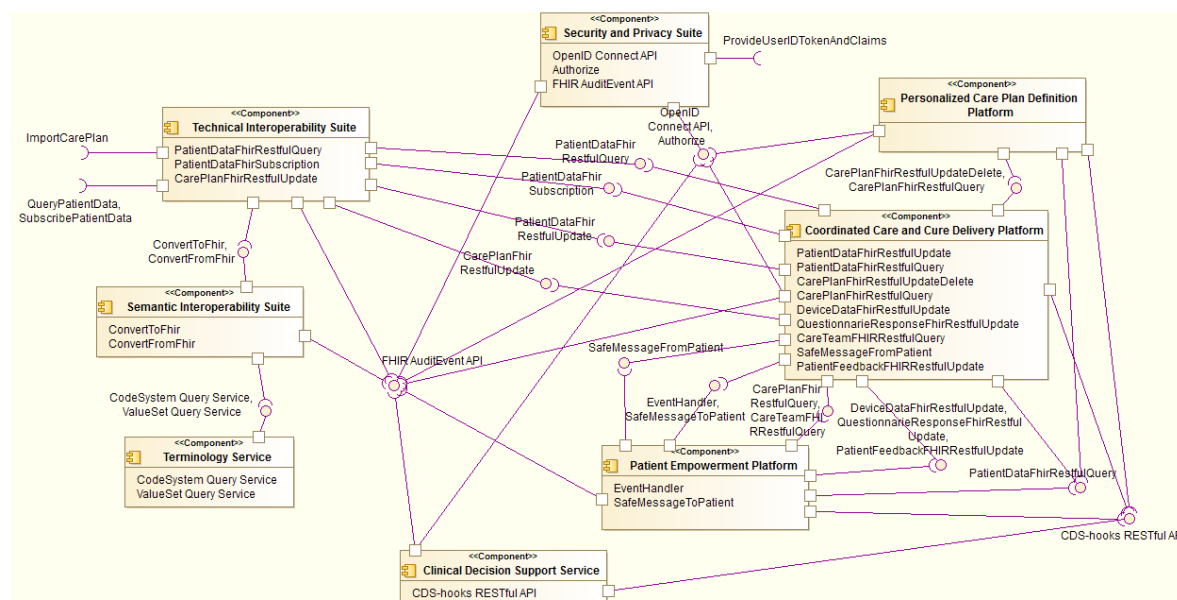 <<Component>>
Security and Privacy Suite
OpenID Connect API
Authorize
FHIR AuditEvent API
ProvideUserIDTokenAndClaims
<<Component>>
Personalized Care Plan Definition
Platform
<<Component>>
Technical Interoperability Suite
PatientDataFhirRestfulQuery
PatientDataFhirSubscription
CarePlanFhirRestfulUpdate
ImportCarePlan
QueryPatientData,
SubscribePatientData
OpenID
Connect API,
Authorize
PatientDataFhir
RestfulQuery
PatientDataFhir
Subscription
PatientDataFhir
RestfulUpdate
CarePlanFhir
RestfulUpdate
CarePlanFhirRestfulUpdateDelete,
CarePlanFhirRestfulQuery
<<Component>>
Coordinated Care and Cure Delivery Platform
PatientDataFhirRestfulUpdate
PatientDataFhirRestfulQuery
CarePlanFhirRestfulUpdateDelete
CarePlanFhirRestfulQuery
DeviceDataFhirRestfulUpdate
QuestionnarieResponseFhirRestfulUpdate
CareTeamFHIRRestfulQuery
SafeMessageFromPatient
PatientFeedbackFHIRRestfulUpdate
ConvertToFhir,
ConvertFromFhir
<<Component>>
Semantic Interoperability Suite
ConvertToFhir
ConvertFromFhir
FHIR AuditEvent API
SafeMessageFromPatient
CodeSystem Query Service,
ValueSet Query Service
EventHandler,
SafeMessageToPatient
CarePlanFhir
RestfulQuery,
CareTeamFHI
RRestfulQuery
DeviceDataFhirRestfulUpdate,
QuestionnarieResponseFhirRestful
Update,
PatientFeedbackFHIRRestfulUpdate
<<Component>>
Terminology Service
CodeSystem Query Service
ValueSet Query Service
<<Component>>
Patient Empowerment Platform
EventHandler
SafeMessageToPatient
PatientDataFhirRestfulQuery
CDS-hooks RESTful AP
<<Component>>
Clinical Decision Support Service
CDS-hooks RESTful API